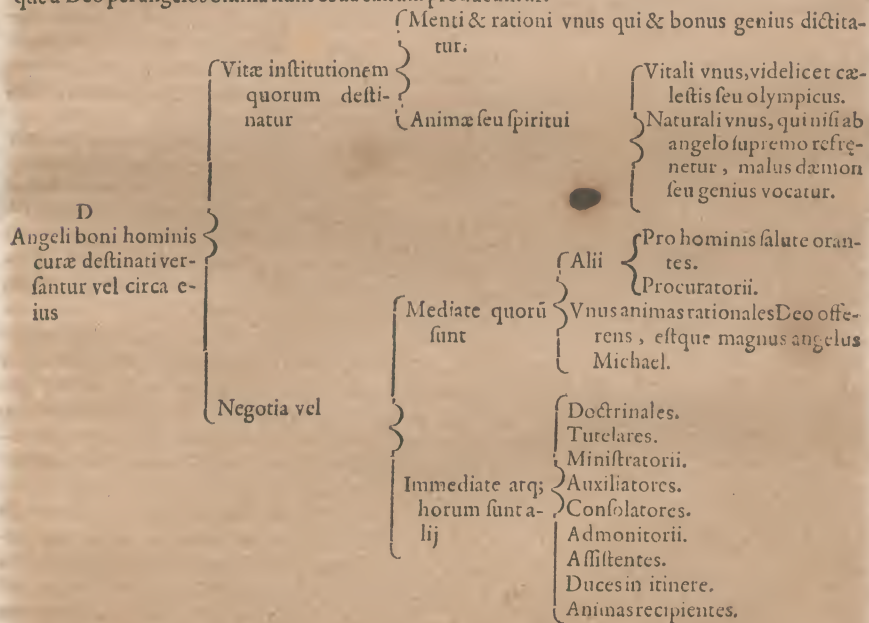 Menti & rationi vnus qui & bonus genius dictita-
tur.
Vitæ institutionem
quorum desti-
natur
Animæ seu spiritui
Vitali vnus, videlicet cæ-
lestis seu olympicus.
Naturali vnus, qui nisi ab
angelo supremo refrę-
netur, malus dæmon
seu genius vocatur.
D
Angeli boni hominis
curæ destinati ver-
santur vel circa e-
ius
Negotia vel
Mediate quorū
sunt
Alii
Pro hominis salute oran-
tes.
Procuratorii.
Vnus animas rationales Deo offe-
rens, estque magnus angelus
Michael.
Immediate atq;
horum sunt a-
lij
Doctrinales.
Tutelares.
Ministratorii.
Auxiliatores.
Consolatores.
Admonitorii.
Assistentes.
Duces in itinere.
Animas recipientes.